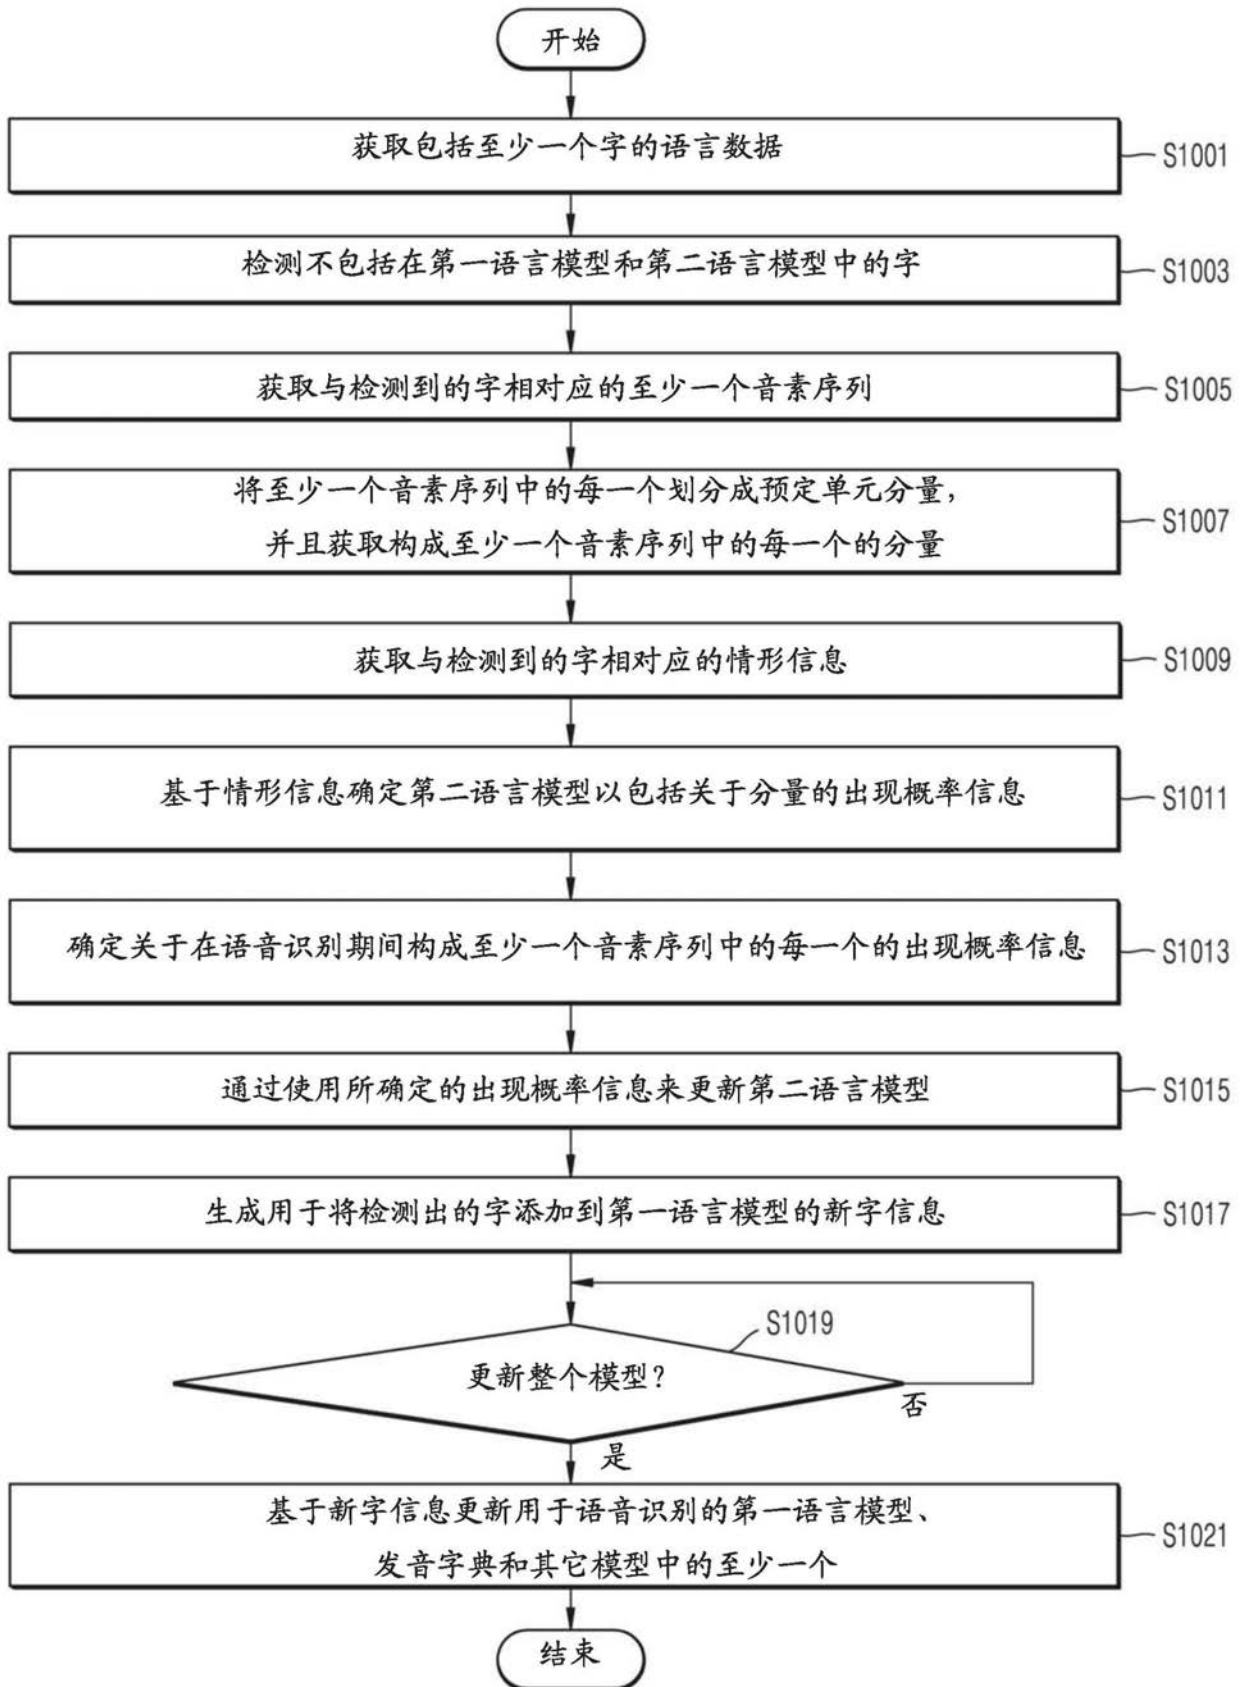 开始
获取包括至少一个字的语言数据
S1001
检测不包括在第一语言模型和第二语言模型中的字
S1003
获取与检测到的字相对应的至少一个音素序列
S1005
将至少一个音素序列中的每一个划分成预定单元分量，
并且获取构成至少一个音素序列中的每一个的分量
S1007
获取与检测到的字相对应的情形信息
S1009
基于情形信息确定第二语言模型以包括关于分量的出现概率信息
S1011
确定关于在语音识别期间构成至少一个音素序列中的每一个的出现概率信息
S1013
通过使用所确定的出现概率信息来更新第二语言模型
S1015
生成用于将检测出的字添加到第一语言模型的新字信息
S1017
S1019
更新整个模型？
否
是
基于新字信息更新用于语音识别的第一语言模型、
发音字典和其它模型中的至少一个
S1021
结束